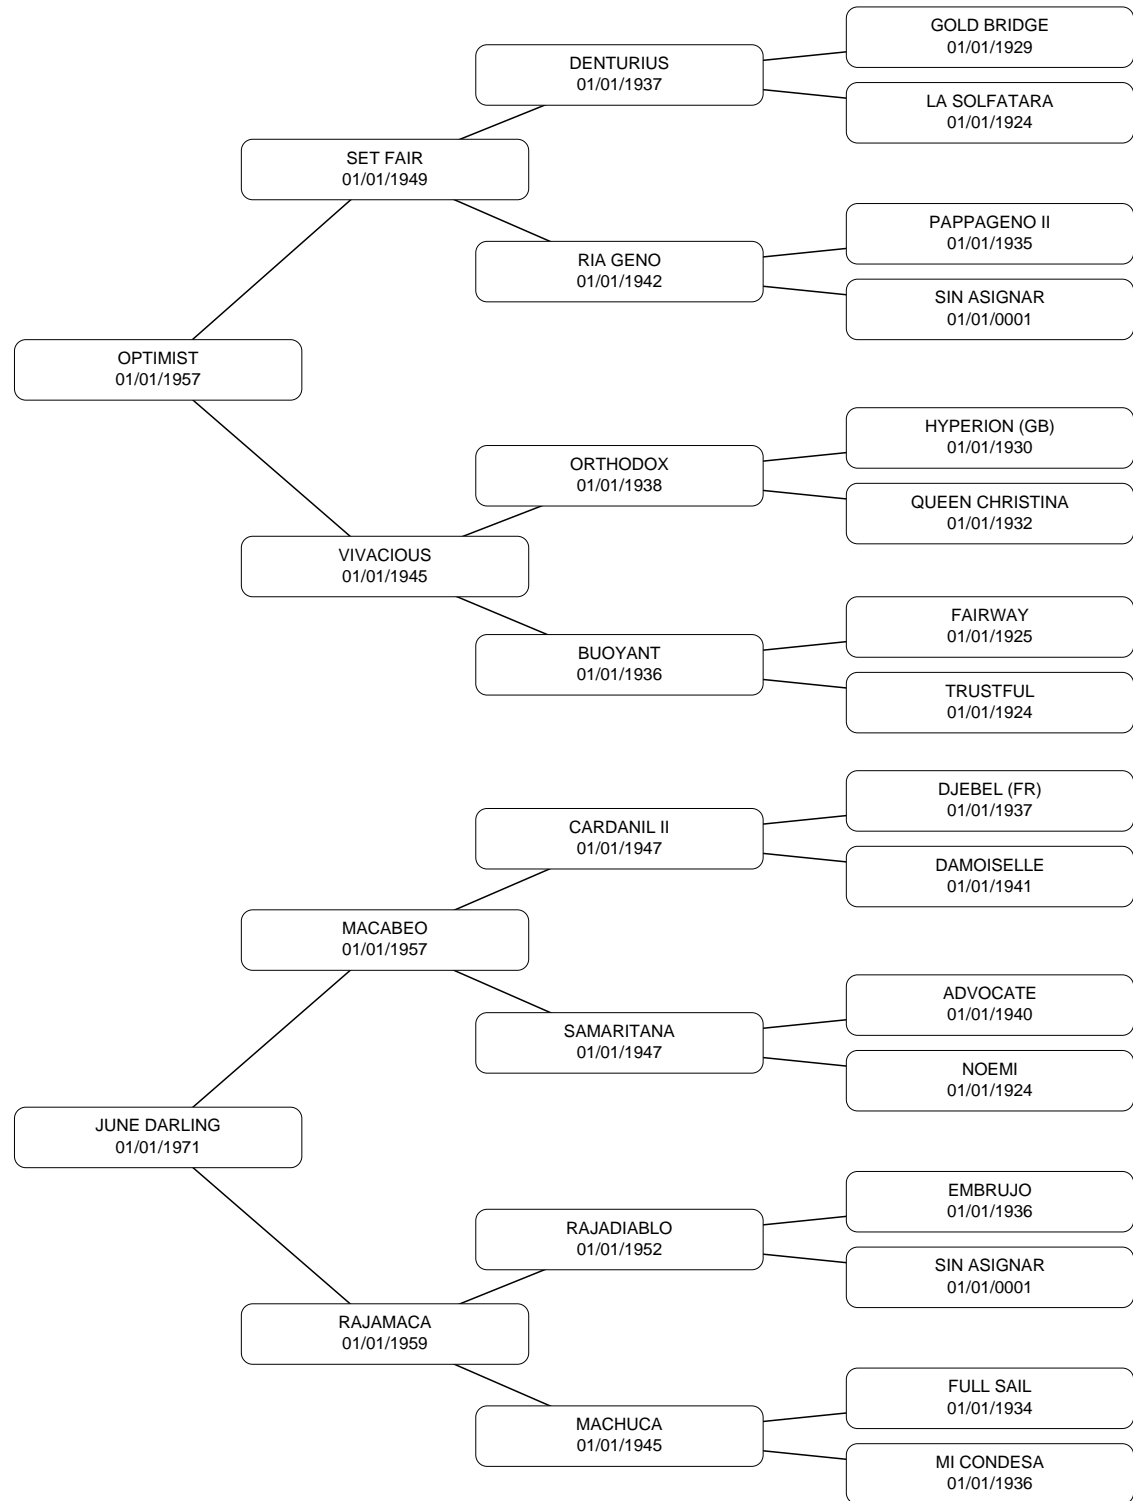 GOLD BRIDGE
01/01/1929
DENTURIUS
01/01/1937
LA SOLFATARA
01/01/1924
SET FAIR
01/01/1949
PAPPAGENO II
01/01/1935
RIA GENO
01/01/1942
SIN ASIGNAR
01/01/0001
OPTIMIST
01/01/1957
HYPERION (GB)
01/01/1930
ORTHODOX
01/01/1938
QUEEN CHRISTINA
01/01/1932
VIVACIOUS
01/01/1945
FAIRWAY
01/01/1925
BUOYANT
01/01/1936
TRUSTFUL
01/01/1924
DJEBEL (FR)
01/01/1937
CARDANIL II
01/01/1947
DAMOISELLE
01/01/1941
MACABEO
01/01/1957
ADVOCATE
01/01/1940
SAMARITANA
01/01/1947
NOEMI
01/01/1924
JUNE DARLING
01/01/1971
EMBRUJO
01/01/1936
RAJADIABLO
01/01/1952
SIN ASIGNAR
01/01/0001
RAJAMACA
01/01/1959
FULL SAIL
01/01/1934
MACHUCA
01/01/1945
MI CONDESA
01/01/1936